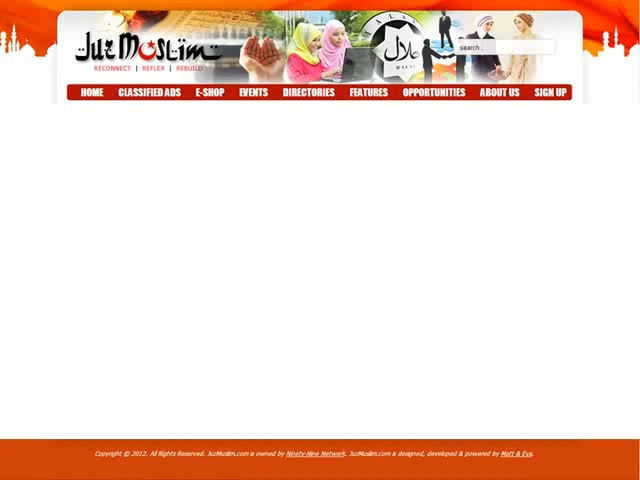 JuzMuslim
RECONNECT | REFLEX | REBUILD
حلال
search...
HOME CLASSIFIED ADS E-SHOP EVENTS DIRECTORIES FEATURES OPPORTUNITIES ABOUT US SIGN UP
Copyright © 2012. All Rights Reserved. JuzMuslim.com is owned by Ninety-Nine Network. JuzMuslim.com is designed, developed & powered by Matt & Eva.